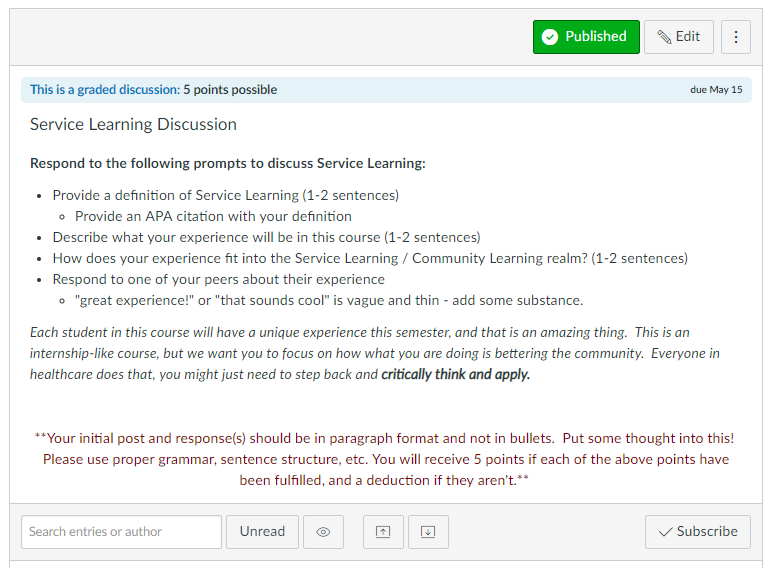 Published
Edit
This is a graded discussion: 5 points possible
due May 15
Service Learning Discussion
Respond to the following prompts to discuss Service Learning:
Provide a definition of Service Learning (1-2 sentences)
Provide an APA citation with your definition
Describe what your experience will be in this course (1-2 sentences)
How does your experience fit into the Service Learning / Community Learning realm? (1-2 sentences)
Respond to one of your peers about their experience
"great experience!" or "that sounds cool" is vague and thin - add some substance.
Each student in this course will have a unique experience this semester, and that is an amazing thing. This is an
internship-like course, but we want you to focus on how what you are doing is bettering the community. Everyone in
healthcare does that, you might just need to step back and critically think and apply.
**Your initial post and response(s) should be in paragraph format and not in bullets. Put some thought into this!
Please use proper grammar, sentence structure, etc. You will receive 5 points if each of the above points have
been fulfilled, and a deduction if they aren't.**
Search entries or author
Unread
Subscribe